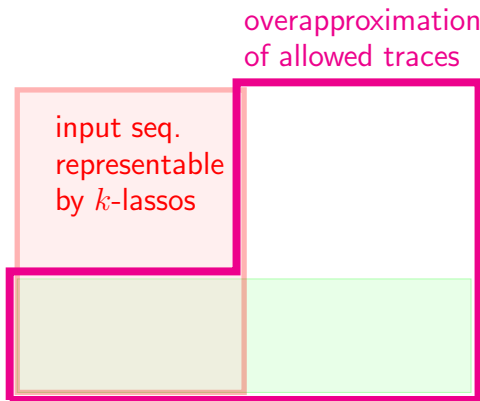 overapproximation
of allowed traces
input seq.
representable
by k-lassos